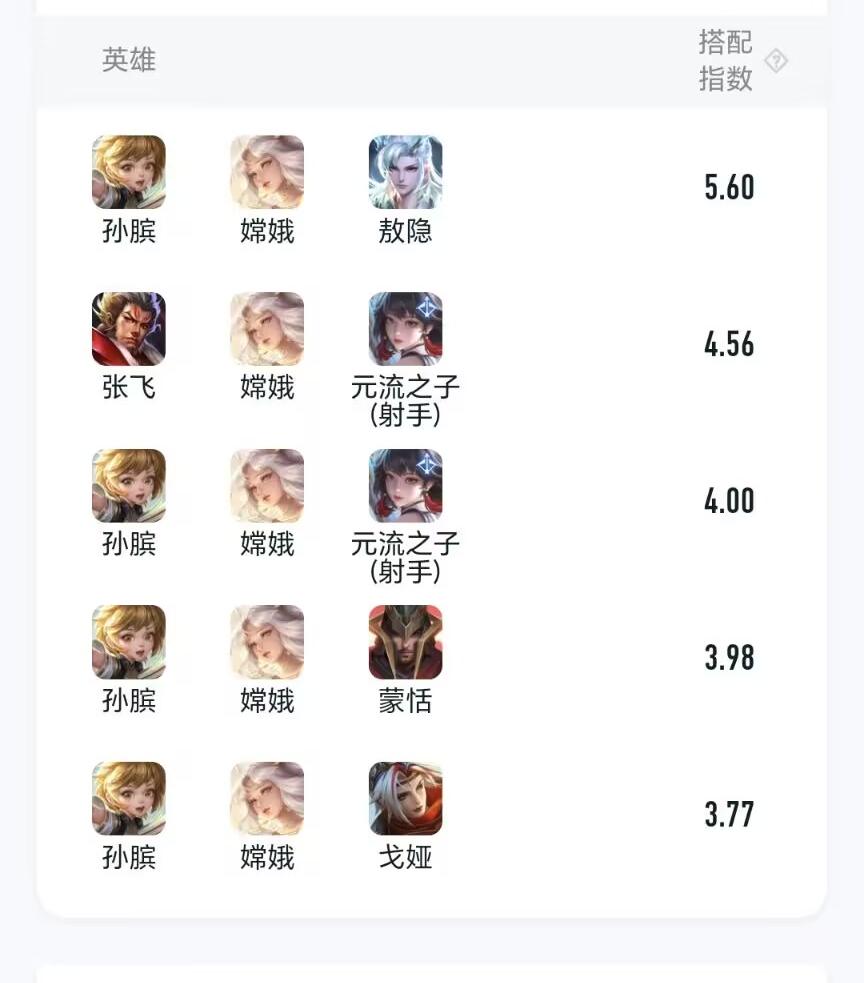 英雄
搭配
指数
孙膑 嫦娥 敖隐 5.60
张飞 嫦娥 元流之子
(射手)
4.56
孙膑 嫦娥 元流之子
(射手)
4.00
孙膑 嫦娥 蒙恬 3.98
孙膑 嫦娥 戈娅 3.77